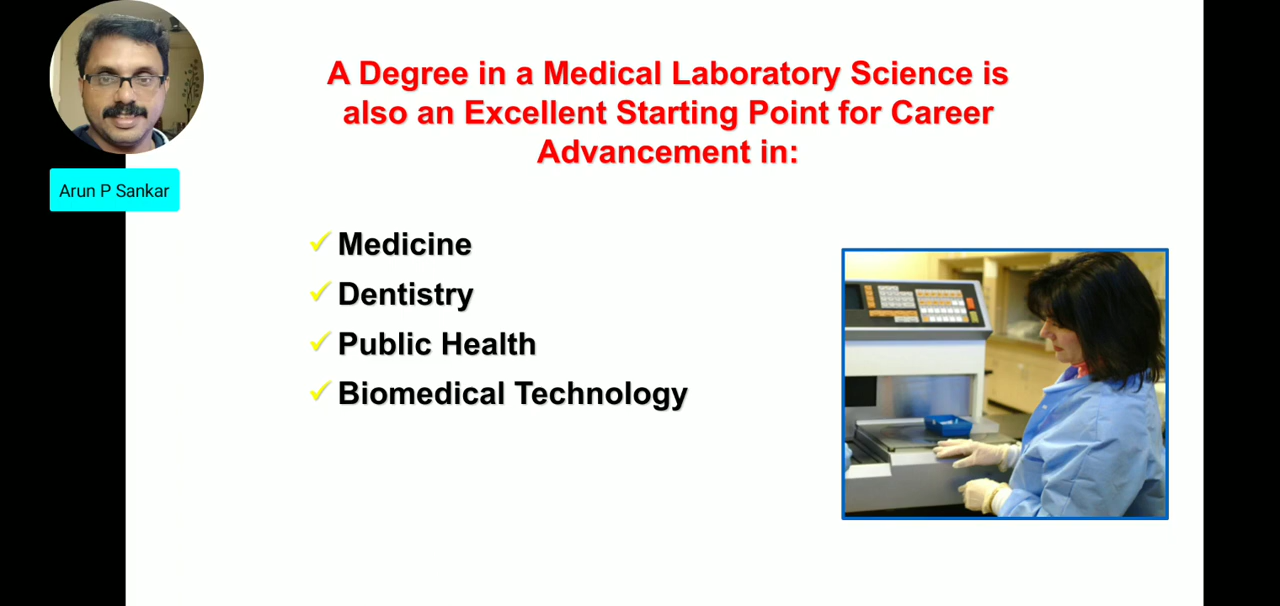 A Degree in a Medical Laboratory Science is
also an Excellent Starting Point for Career
Advancement in:
Arun P Sankar
Medicine
Dentistry
Public Health
Biomedical Technology